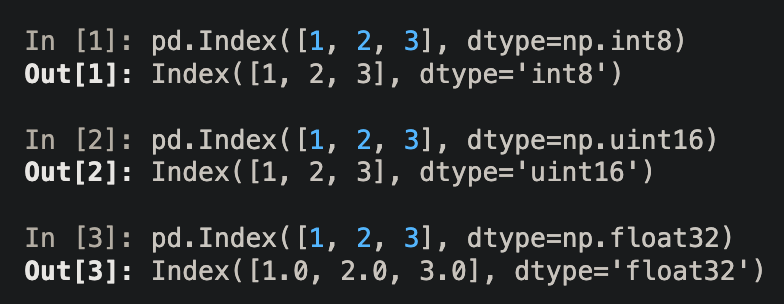 In [1]: pd.Index([1, 2, 3], dtype=np.int8)
Out[1]: Index([1, 2, 3], dtype='int8')
In [2]: pd.Index([1, 2, 3], dtype=np.uint16)
Out[2]: Index([1, 2, 3], dtype='uint16')
In [3]: pd.Index([1, 2, 3], dtype=np.float32)
Out[3]: Index([1.0, 2.0, 3.0], dtype='float32')